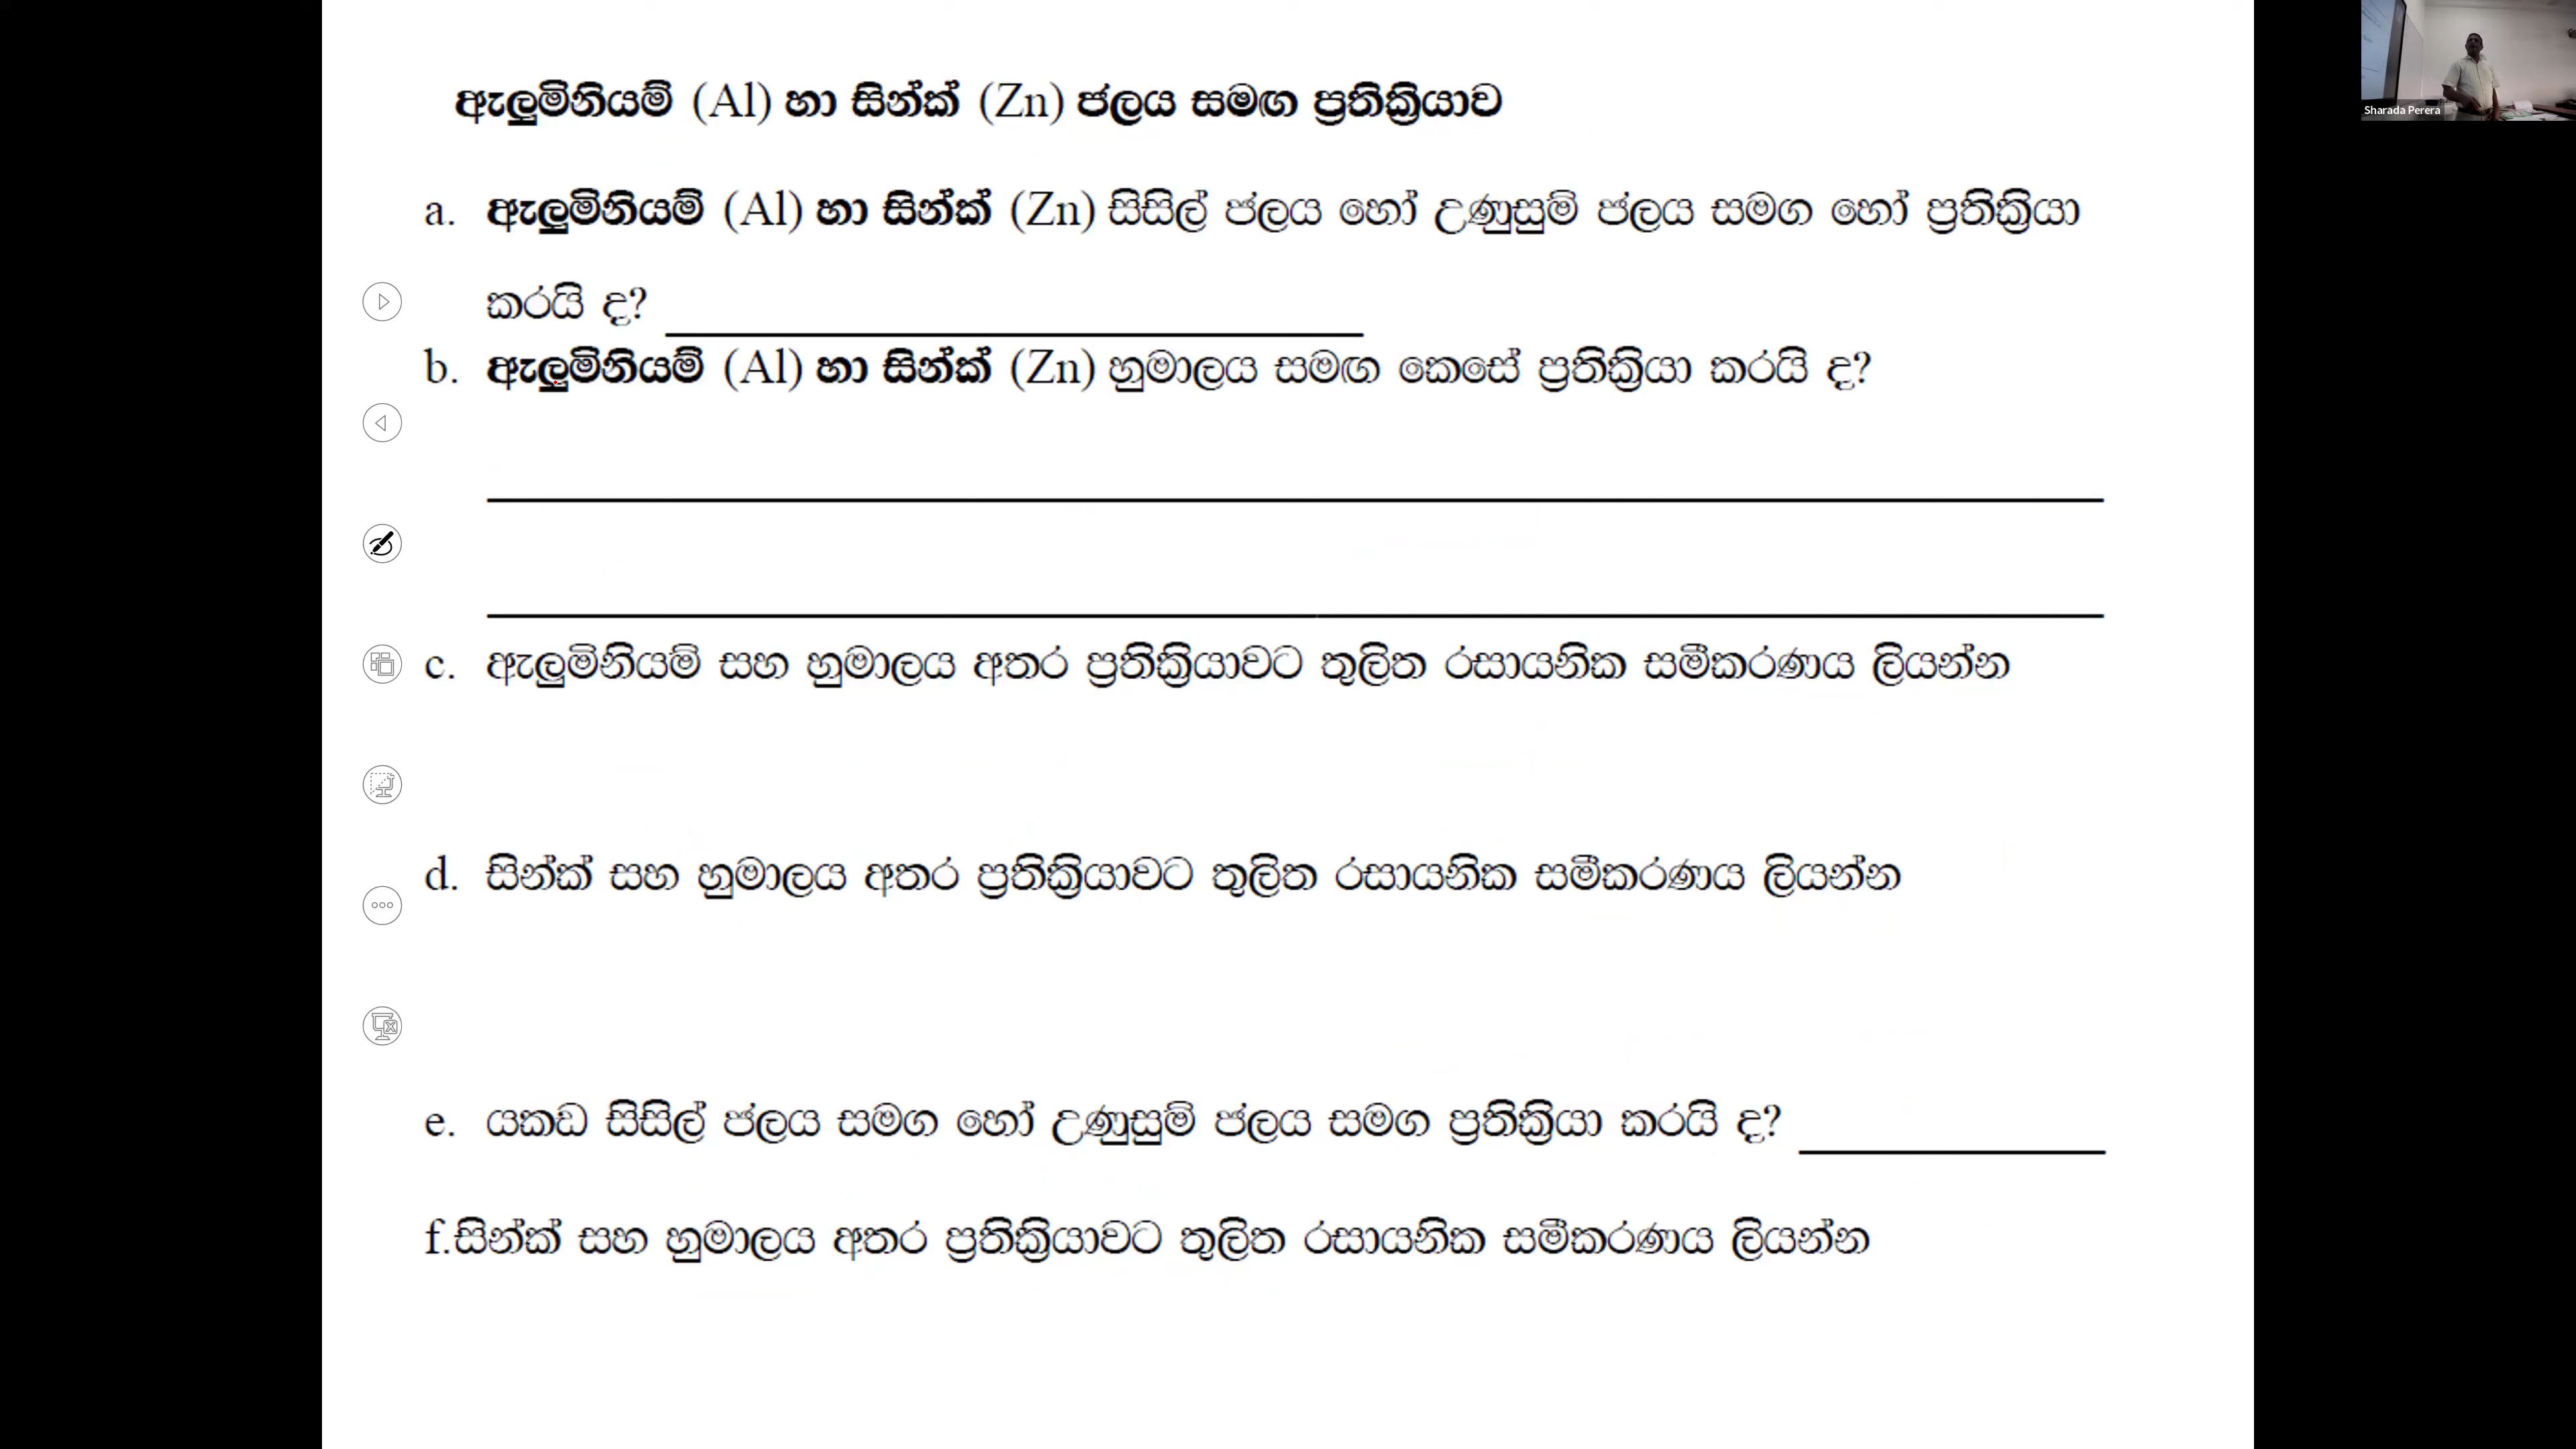 ඇලුමිනියම් (Al) හා සින්ක් (Zn) ජලය සමඟ ප්‍රතික්‍රියාව
Sharada Perera
a. ඇලුමිනියම් (Al) හා සින්ක් (Zn) සිසිල් ජලය හෝ උණුසුම් ජලය සමග හෝ ප්‍රතික්‍රියා
කරයි ද?
b. ඇලුමිනියම් (Al) හා සින්ක් (Zn) හුමාලය සමඟ කෙසේ ප්‍රතික්‍රියා කරයි ද?
c. ඇලුමිනියම් සහ හුමාලය අතර ප්‍රතික්‍රියාවට තුලිත රසායනික සමීකරණය ලියන්න
d. සින්ක් සහ හුමාලය අතර ප්‍රතික්‍රියාවට තුලිත රසායනික සමීකරණය ලියන්න
e. යකඩ සිසිල් ජලය සමග හෝ උණුසුම් ජලය සමග ප්‍රතික්‍රියා කරයි ද?
f.සින්ක් සහ හුමාලය අතර ප්‍රතික්‍රියාවට තුලිත රසායනික සමීකරණය ලියන්න